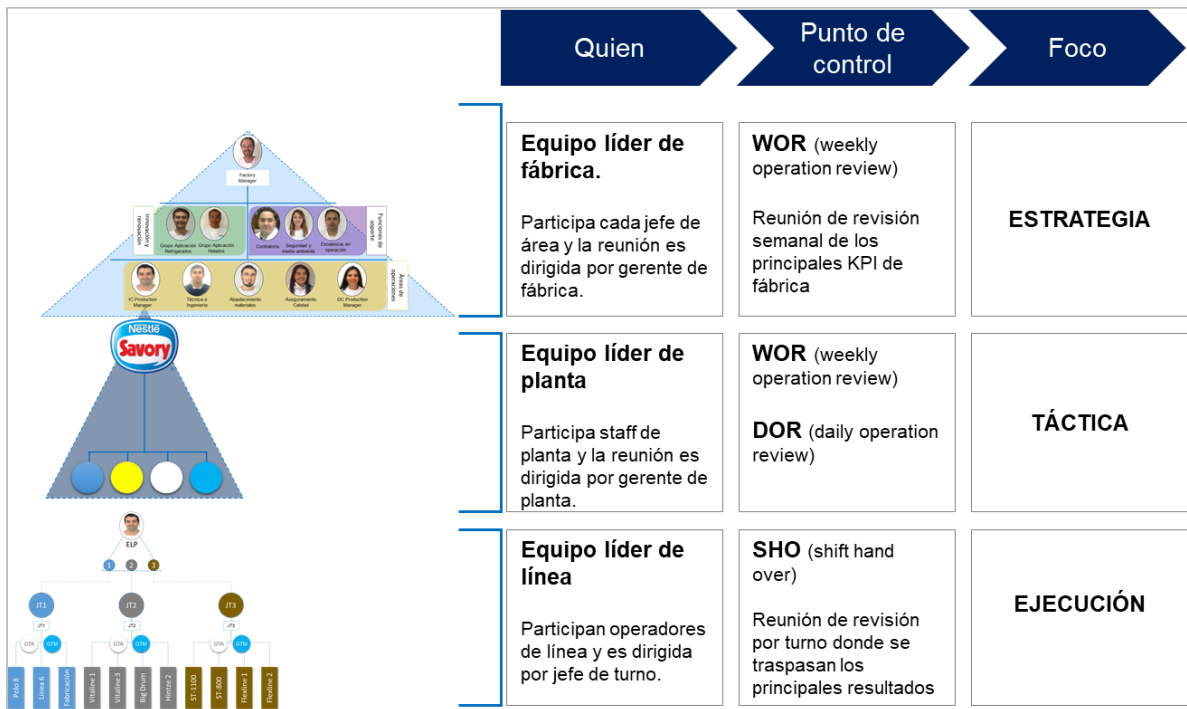 Quien
Punto de
control
Foco
Factory
Manager
Innovación y
renovación
Grupo Aplicación
Refrigerados
Grupo Aplicación
Helados
Contraloría
Seguridad y
medio ambiente
Excelencia en
operación
Funciones de
soporte
IC Production
Manager
Técnica e
Ingeniería
Abastecimiento
materiales
Aseguramiento
Calidad
DC Production
Manager
Áreas de
operaciones
Equipo líder de
fábrica.
Participa cada jefe de
área y la reunión es
dirigida por gerente de
fábrica.
WOR (weekly
operation review)
Reunión de revisión
semanal de los
principales KPI de
fábrica
ESTRATEGIA
Nestlé
Savory
Equipo líder de
planta
Participa staff de
planta y la reunión es
dirigida por gerente de
planta.
WOR (weekly
operation review)
DOR (daily operation
review)
TÁCTICA
ELP
1 2 3
JT1 JT2 JT3
JT1 JT2 JT3
GTA GTM GTA GTM GTA GTM
Polo 8
Línea 6
Fabricación
Vitaline 1
Vitaline 3
Big Drum
Hintze 2
ST-1100
ST-800
Flexline 1
Flexline 2
Equipo líder de
línea
Participan operadores
de línea y es dirigida
por jefe de turno.
SHO (shift hand
over)
Reunión de revisión
por turno donde se
traspasan los
principales resultados
EJECUCIÓN